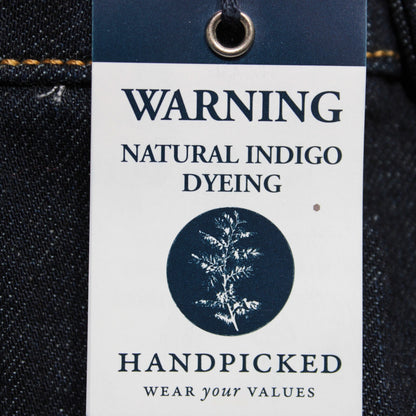 WARNING
NATURAL INDIGO
DYEING
HANDPICKED
WEAR your VALUES